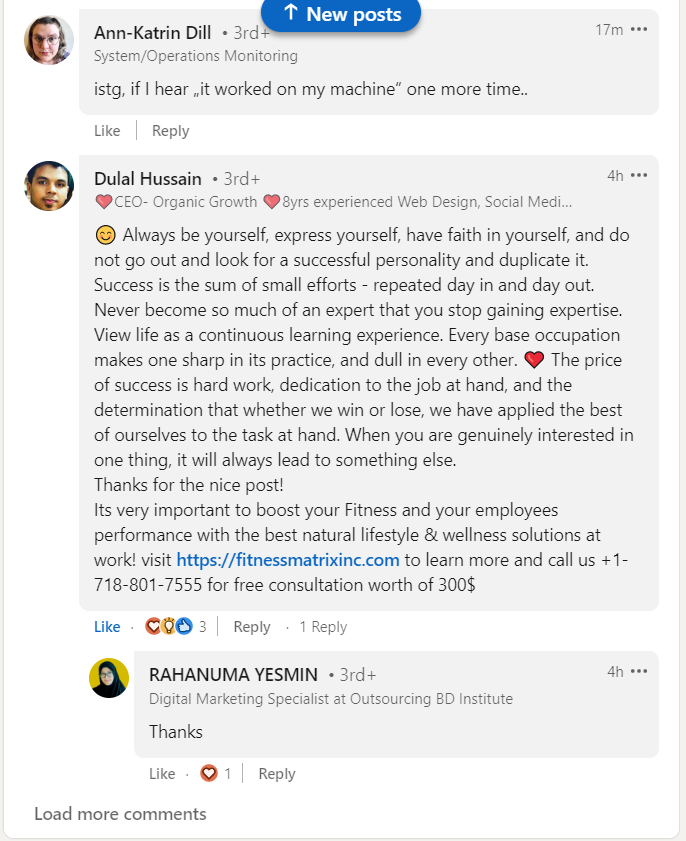 ↑ New posts
Ann-Katrin Dill • 3rd+ 17m •••
System/Operations Monitoring
istg, if I hear „it worked on my machine“ one more time..
Like Reply
Dulal Hussain • 3rd+ 4h •••
❤️CEO- Organic Growth ❤️8yrs experienced Web Design, Social Medi...
😊 Always be yourself, express yourself, have faith in yourself, and do
not go out and look for a successful personality and duplicate it.
Success is the sum of small efforts - repeated day in and day out.
Never become so much of an expert that you stop gaining expertise.
View life as a continuous learning experience. Every base occupation
makes one sharp in its practice, and dull in every other. ❤️ The price
of success is hard work, dedication to the job at hand, and the
determination that whether we win or lose, we have applied the best
of ourselves to the task at hand. When you are genuinely interested in
one thing, it will always lead to something else.
Thanks for the nice post!
Its very important to boost your Fitness and your employees
performance with the best natural lifestyle & wellness solutions at
work! visit https://fitnessmatrixinc.com to learn more and call us +1-
718-801-7555 for free consultation worth of 300$
Like · 3 Reply · 1 Reply
RAHANUMA YESMIN • 3rd+ 4h •••
Digital Marketing Specialist at Outsourcing BD Institute
Thanks
Like · 1 Reply
Load more comments